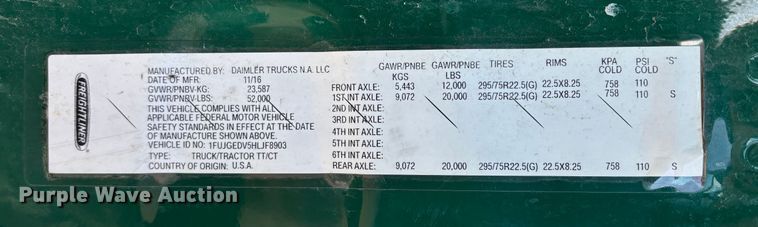 FREIGHTLINER
MANUFACTURED BY: DAIMLER TRUCKS N.A. LLC
DATE OF MFR: 11/16
GVWR/PNBV-KG: 23,587
GVWR/PNBV-LBS: 52,000
THIS VEHICLE COMPLIES WITH ALL
APPLICABLE FEDERAL MOTOR VEHICLE
SAFETY STANDARDS IN EFFECT AT THE DATE
OF MANUFACTURE SHOWN ABOVE.
VEHICLE ID NO: 1FUJGEDV5HLJF8903
TYPE: TRUCK/TRACTOR TT/CT
COUNTRY OF ORIGIN: U.S.A.
GAWR/PNBE GAWR/PNBE TIRES RIMS KPA PSI "S"
KGS LBS COLD COLD
FRONT AXLE: 5,443 12,000 295/75R22.5(G) 22.5X8.25 758 110
1ST INT AXLE: 9,072 20,000 295/75R22.5(G) 22.5X8.25 758 110 S
2ND INT AXLE:
3RD INT AXLE:
4TH INT AXLE:
5TH INT AXLE:
6TH INT AXLE:
REAR AXLE: 9,072 20,000 295/75R22.5(G) 22.5X8.25 758 110 S
Purple Wave Auction